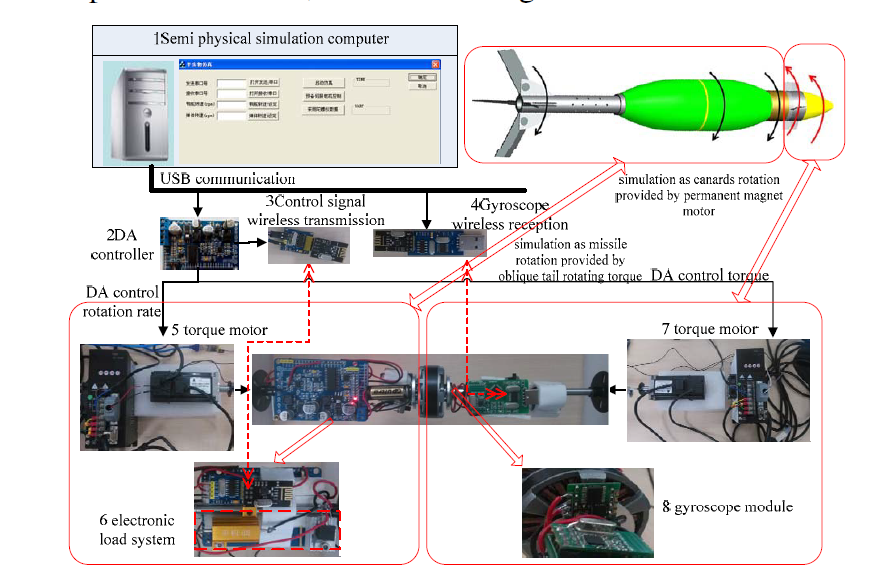 1Semi physical simulation computer
USB communication
3Control signal
wireless transmission
4Gyroscope
wireless reception
2DA
controller
simulation as canards rotation
provided by permanent magnet
motor
simulation as missile
rotation provided by
oblique tail rotating torque
DA control torque
DA control
rotation rate
5 torque motor
7 torque motor
6 electronic
load system
8 gyroscope module